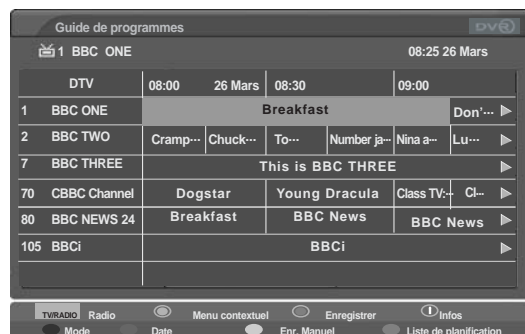 Guide de programmes DVR
1 BBC ONE 08:25 26 Mars
DTV 08:00 26 Mars 08:30 09:00
1 BBC ONE Breakfast Don'···
2 BBC TWO Cramp··· Chuck··· To··· Number ja··· Nina a··· Lu···
7 BBC THREE This is BBC THREE
70 CBBC Channel Dogstar Young Dracula Class TV:··· Cl···
80 BBC NEWS 24 Breakfast BBC News BBC News
105 BBCi BBCi
TV/RADIO Radio Menu contextuel Enregistrer Infos
Mode Date Enr. Manuel Liste de planification